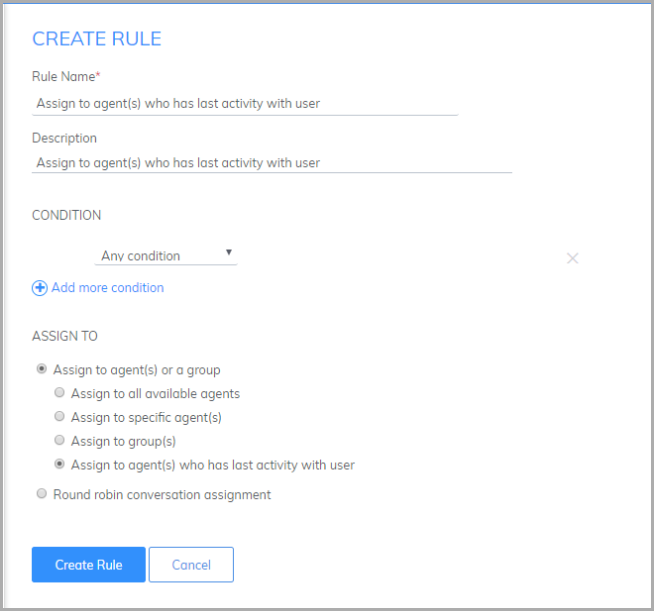 CREATE RULE
Rule Name*
Assign to agent(s) who has last activity with user
Description
Assign to agent(s) who has last activity with user
CONDITION
Any condition
Add more condition
ASSIGN TO
Assign to agent(s) or a group
Assign to all available agents
Assign to specific agent(s)
Assign to group(s)
Assign to agent(s) who has last activity with user
Round robin conversation assignment
Create Rule Cancel